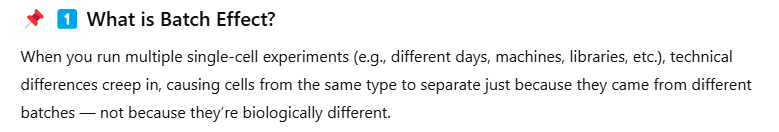 📌 1️⃣ What is Batch Effect?
When you run multiple single-cell experiments (e.g., different days, machines, libraries, etc.), technical
differences creep in, causing cells from the same type to separate just because they came from different
batches — not because they’re biologically different.